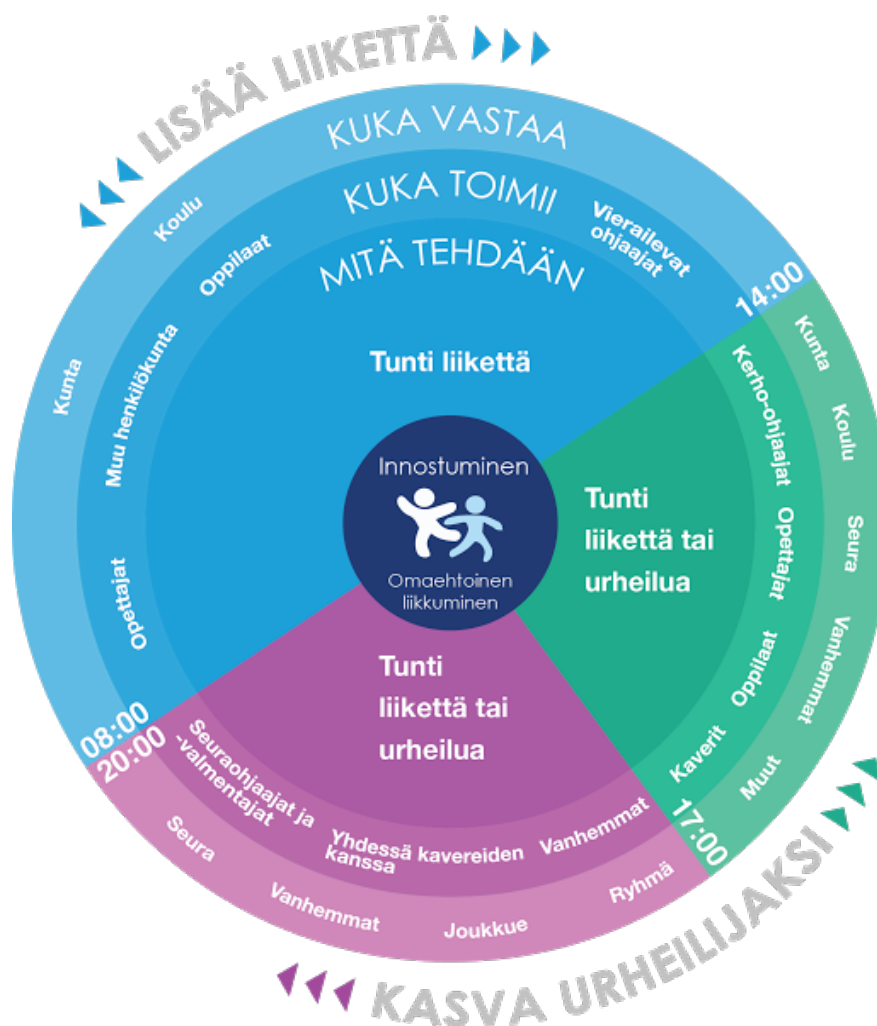 LISÄÄ LIIKETTÄ
KUKA VASTAA
KUKA TOIMII
MITÄ TEHDÄÄN
Koulu
Kunta
Oppilaat
Muu henkilökunta
Opettajat
Vierailevat
ohjaajat
Tunti liikettä
08:00
14:00
Innostuminen
Omaehtoinen
liikkuminen
Tunti
liikettä tai
urheilua
Kerho-ohjaajat
Opettajat
Oppilaat
Kaverit
Kunta
Koulu
Seura
Vanhemmat
Muut
17:00
Tunti
liikettä tai
urheilua
Seuraohjaajat ja
-valmentajat
Yhdessä kavereiden
kanssa
Vanhemmat
Seura
Vanhemmat
Joukkue
Ryhmä
20:00
KASVA URHEILIJAKSI